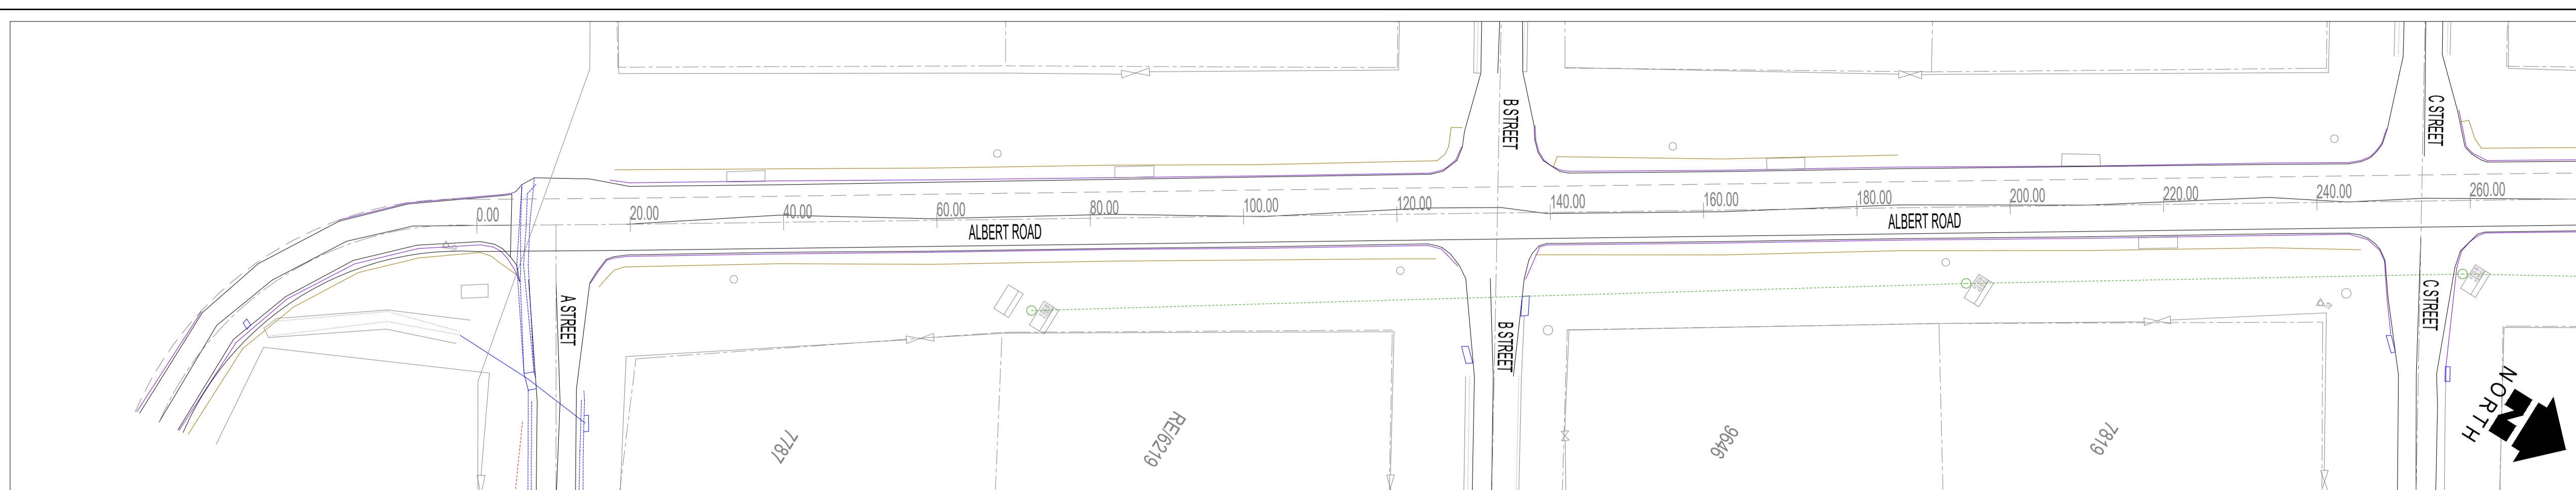 B STREET
C STREET
0.00
20.00
40.00
60.00
80.00
100.00
120.00
140.00
160.00
180.00
200.00
220.00
240.00
260.00
ALBERT ROAD
ALBERT ROAD
A STREET
B STREET
C STREET
7787
RE/6219
9646
7819
N
NORTH